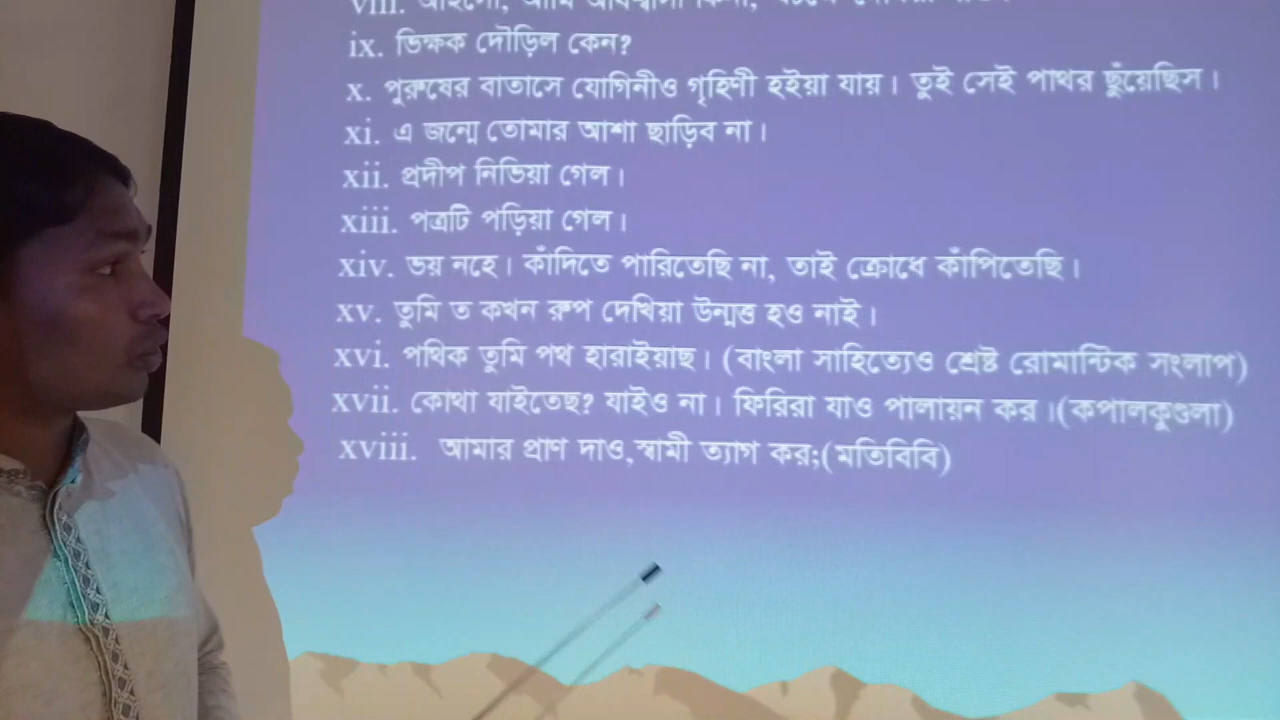 ix. ভিক্ষক দৌড়িল কেন?
x. পুরুষের বাতাসে যোগিনীও গৃহিণী হইয়া যায়। তুই সেই পাথর ছুঁয়েছিস।
xi. এ জন্মে তোমার আশা ছাড়িব না।
xii. প্রদীপ নিভিয়া গেল।
xiii. পত্রটি পড়িয়া গেল।
xiv. ভয় নহে। কাঁদিতে পারিতেছি না, তাই ক্রোধে কাঁপিতেছি।
xv. তুমি ত কখন রুপ দেখিয়া উন্মত্ত হও নাই।
xvi. পথিক তুমি পথ হারাইয়াছ। (বাংলা সাহিত্যেও শ্রেষ্ট রোমান্টিক সংলাপ)
xvii. কোথা যাইতেছ? যাইও না। ফিরিরা যাও পালায়ন কর।(কপালকুণ্ডলা)
xviii. আমার প্রাণ দাও,স্বামী ত্যাগ কর;(মতিবিবি)